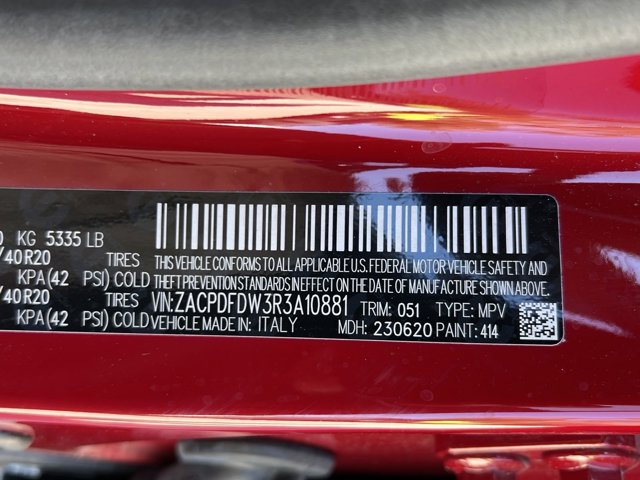 KG 5335 LB
/40R20 TIRES
KPA(42 PSI) COLD
/40R20 TIRES
KPA(42 PSI) COLD
THIS VEHICLE CONFORMS TO ALL APPLICABLE U.S. FEDERAL MOTOR VEHICLE SAFETY AND
THEFT PREVENTION STANDARDS IN EFFECT ON THE DATE OF MANUFACTURE SHOWN ABOVE.
VIN:ZACPDFDW3R3A10881 TRIM: 051 TYPE: MPV
VEHICLE MADE IN: ITALY MDH: 230620 PAINT: 414